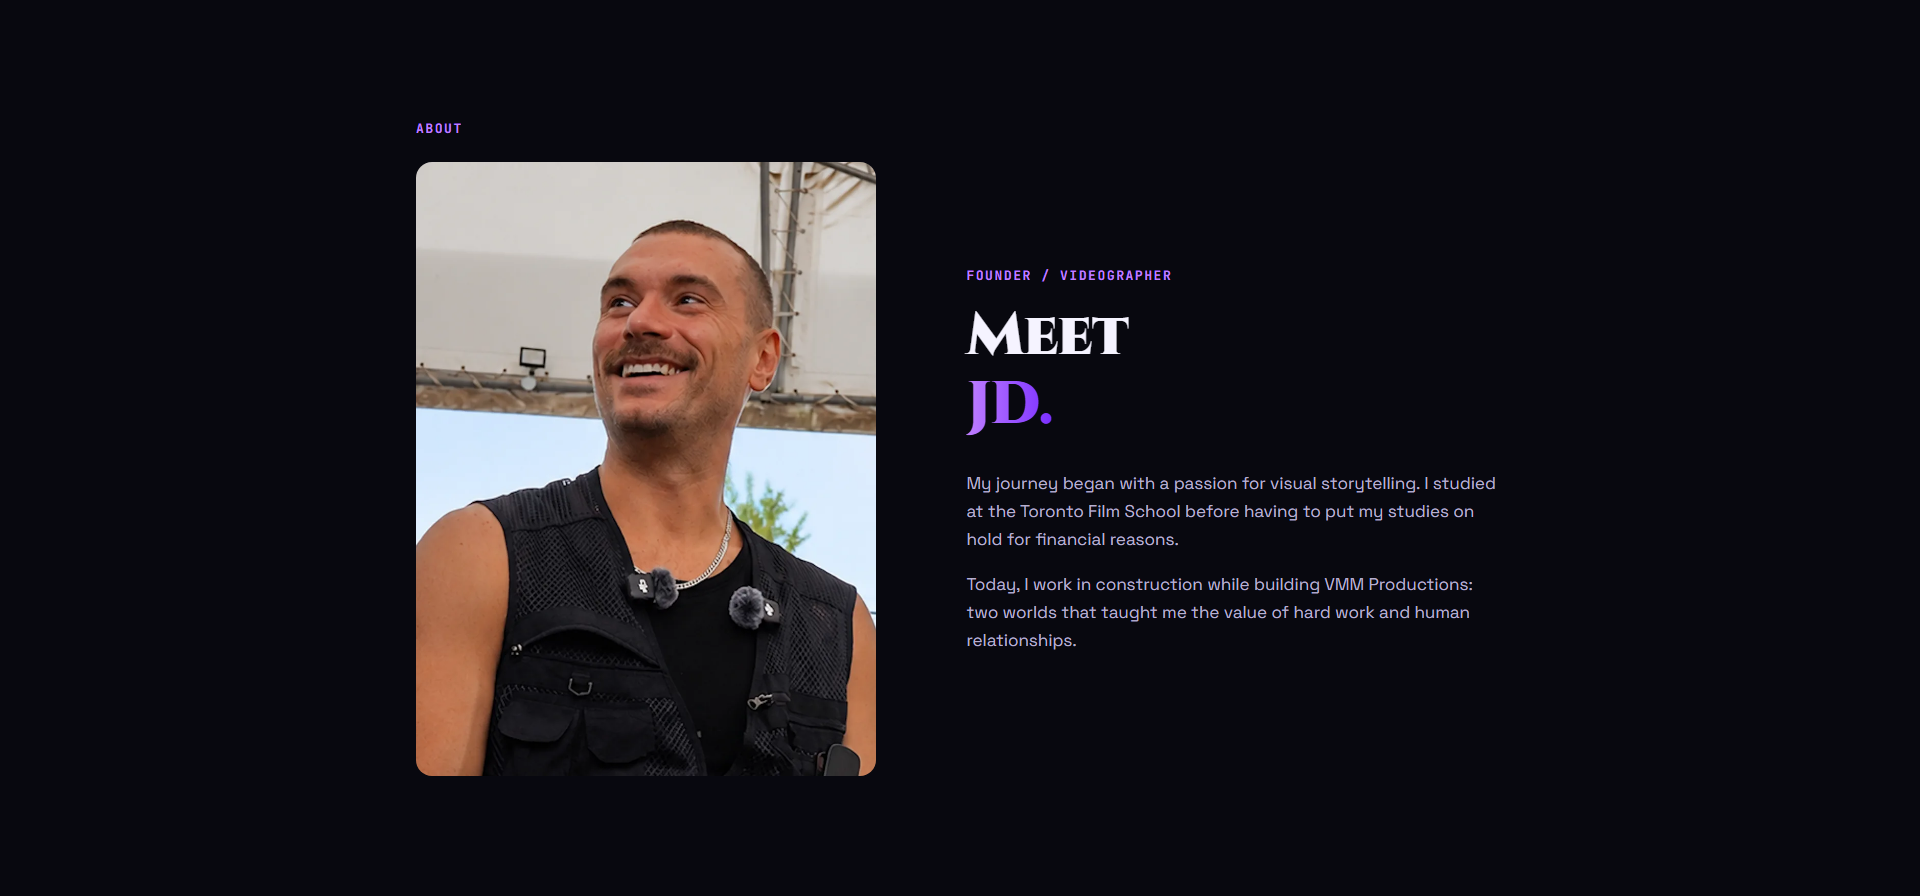 ABOUT
FOUNDER / VIDEOGRAPHER
MEET
JD.
My journey began with a passion for visual storytelling. I studied
at the Toronto Film School before having to put my studies on
hold for financial reasons.
Today, I work in construction while building VMM Productions:
two worlds that taught me the value of hard work and human
relationships.